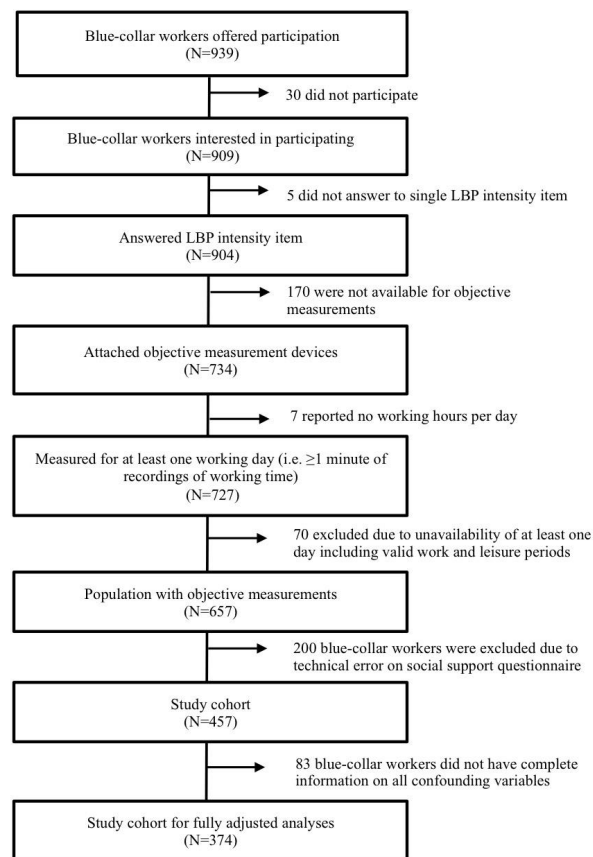 Blue-collar workers offered participation
(N=939)
30 did not participate
Blue-collar workers interested in participating
(N=909)
5 did not answer to single LBP intensity item
Answered LBP intensity item
(N=904)
170 were not available for objective
measurements
Attached objective measurement devices
(N=734)
7 reported no working hours per day
Measured for at least one working day (i.e. ≥1 minute of
recordings of working time)
(N=727)
70 excluded due to unavailability of at least one
day including valid work and leisure periods
Population with objective measurements
(N=657)
200 blue-collar workers were excluded due to
technical error on social support questionnaire
Study cohort
(N=457)
83 blue-collar workers did not have complete
information on all confounding variables
Study cohort for fully adjusted analyses
(N=374)